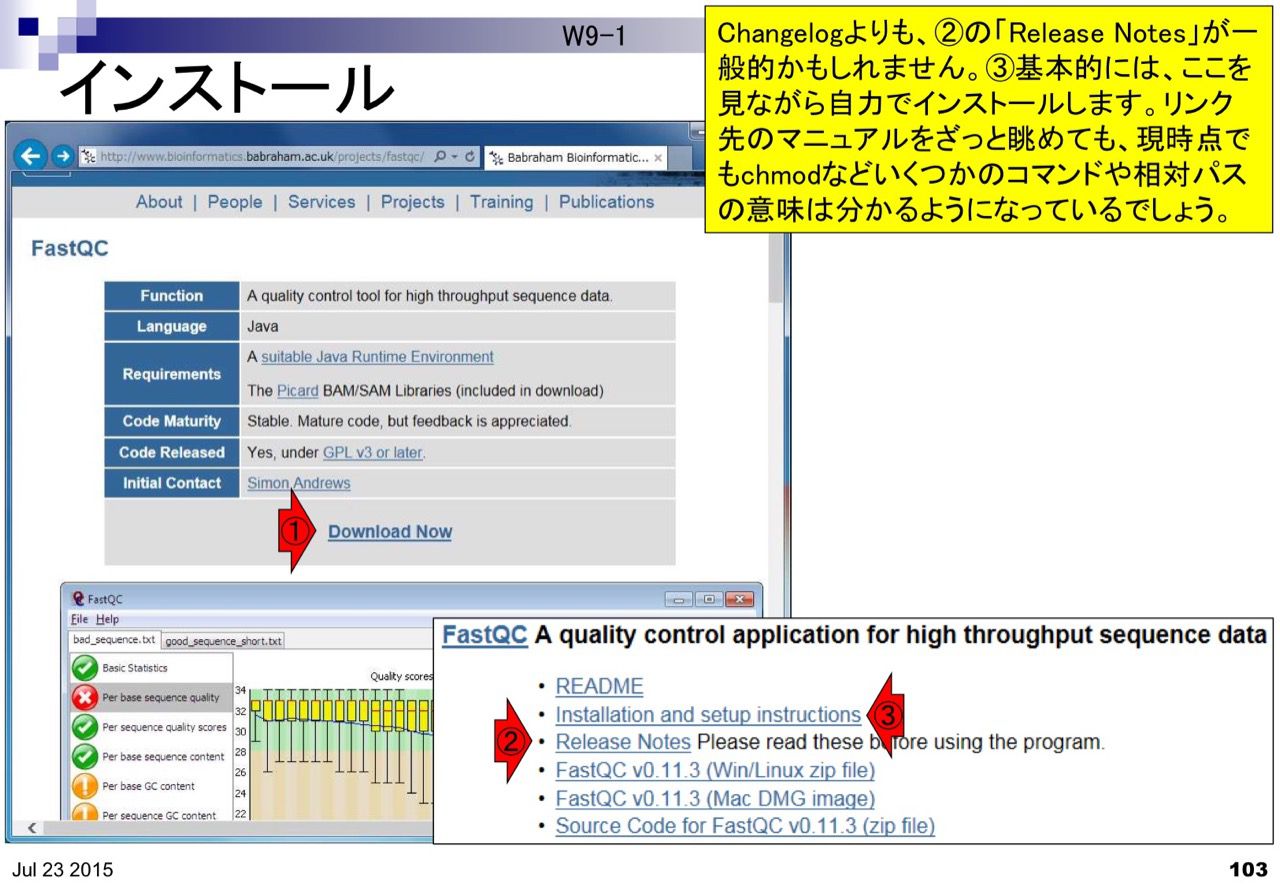 W9-1
インストール
Changelogよりも、②の「Release Notes」が一
般的かもしれません。③基本的には、ここを
見ながら自力でインストールします。リンク
先のマニュアルをざっと眺めても、現時点で
もchmodなどいくつかのコマンドや相対パス
の意味は分かるようになっているでしょう。
http://www.bioinformatics.babraham.ac.uk/projects/fastqc/
Babraham Bioinformatic...
About | People | Services | Projects | Training | Publications
FastQC
Function A quality control tool for high throughput sequence data.
Language Java
Requirements A suitable Java Runtime Environment
The Picard BAM/SAM Libraries (included in download)
Code Maturity Stable. Mature code, but feedback is appreciated.
Code Released Yes, under GPL v3 or later.
Initial Contact Simon Andrews
① Download Now
FastQC
File Help
bad_sequence.txt good_sequence_short.txt
Basic Statistics
Per base sequence quality
Per sequence quality scores
Per base sequence content
Per base GC content
Per sequence GC content
Quality scores
34
32
30
28
26
24
22
FastQC A quality control application for high throughput sequence data
• README
• Installation and setup instructions ③
② • Release Notes Please read these before using the program.
• FastQC v0.11.3 (Win/Linux zip file)
• FastQC v0.11.3 (Mac DMG image)
• Source Code for FastQC v0.11.3 (zip file)
Jul 23 2015
103